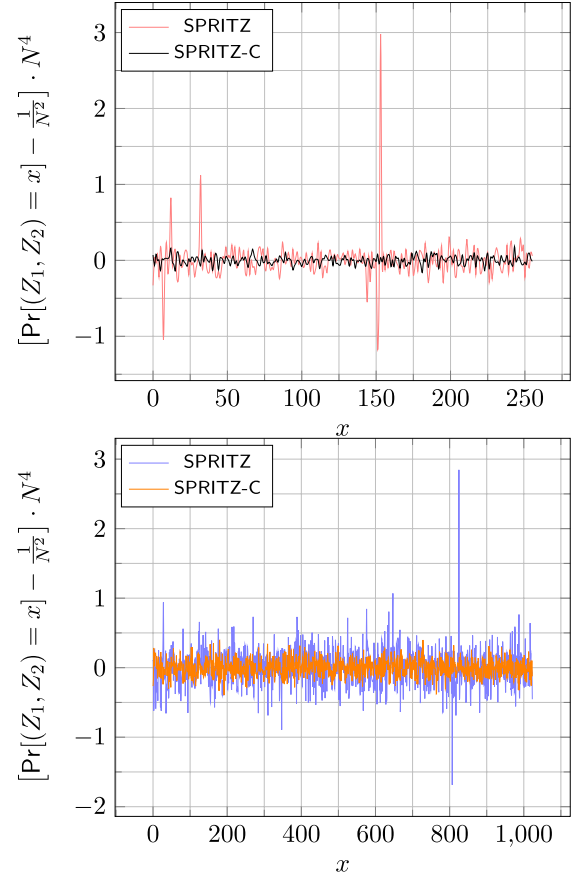 SPRITZ
SPRITZ-C
[Pr[(Z₁, Z₂) = x] − 1/N²] · N⁴
3
2
1
0
−1
0 50 100 150 200 250
x
SPRITZ
SPRITZ-C
[Pr[(Z₁, Z₂) = x] − 1/N²] · N⁴
3
2
1
0
−1
−2
0 200 400 600 800 1,000
x